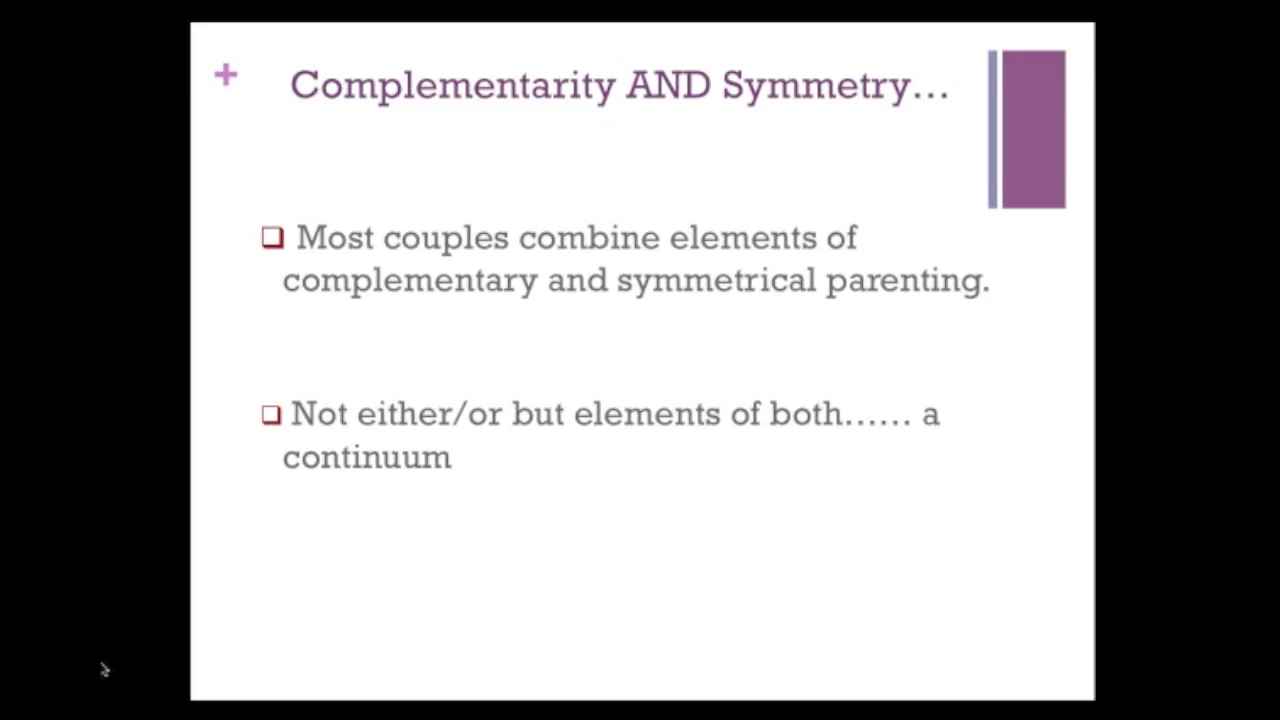 + Complementarity AND Symmetry…
❑ Most couples combine elements of
complementary and symmetrical parenting.
❑ Not either/or but elements of both…… a
continuum